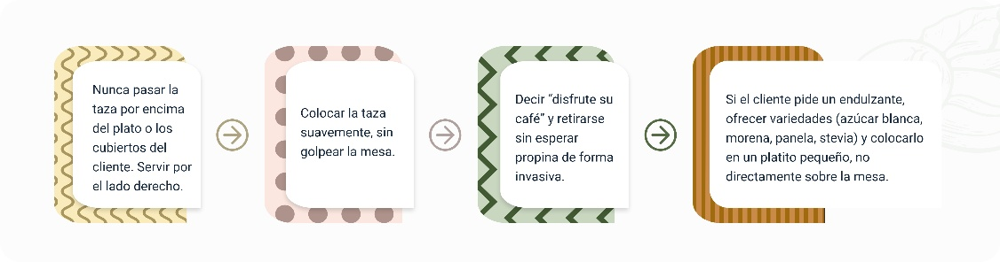 Nunca pasar la
taza por encima
del plato o los
cubiertos del
cliente. Servir por
el lado derecho.
Colocar la taza
suavemente, sin
golpear la mesa.
Decir “disfrute su
café” y retirarse
sin esperar
propina de forma
invasiva.
Si el cliente pide un endulzante,
ofrecer variedades (azúcar blanca,
morena, panela, stevia) y colocarlo
en un platito pequeño, no
directamente sobre la mesa.